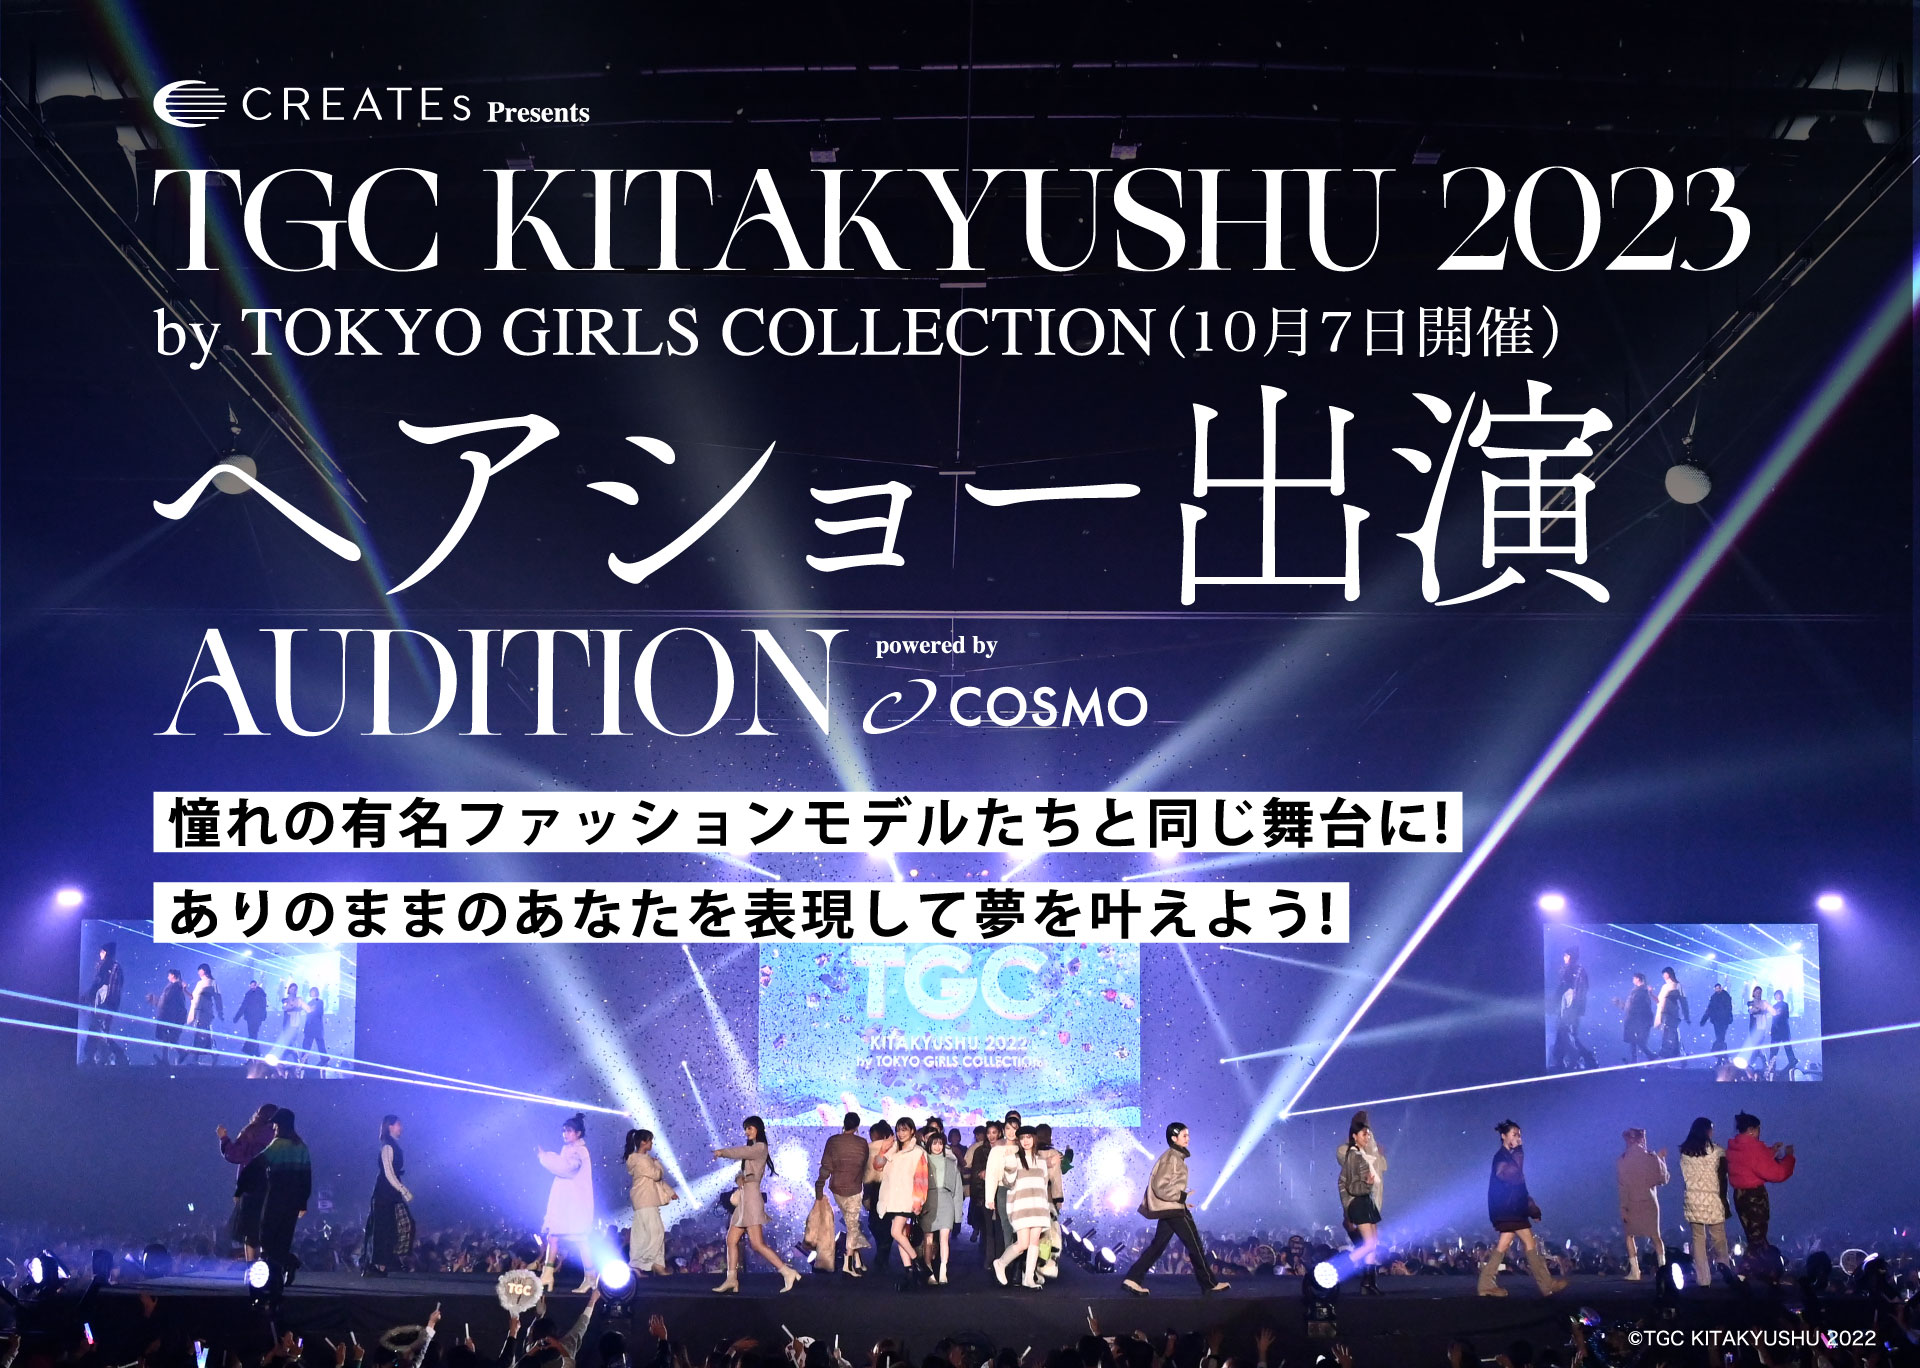 CREATEs Presents
TGC KITAKYUSHU 2023
by TOKYO GIRLS COLLECTION(10月7日開催)
ヘアショー出演
AUDITION powered by
COSMO
憧れの有名ファッションモデルたちと同じ舞台に!
ありのままのあなたを表現して夢を叶えよう!
TGC
KITAKYUSHU 2022
by TOKYO GIRLS COLLECTION
TGC
©TGC KITAKYUSHU 2022